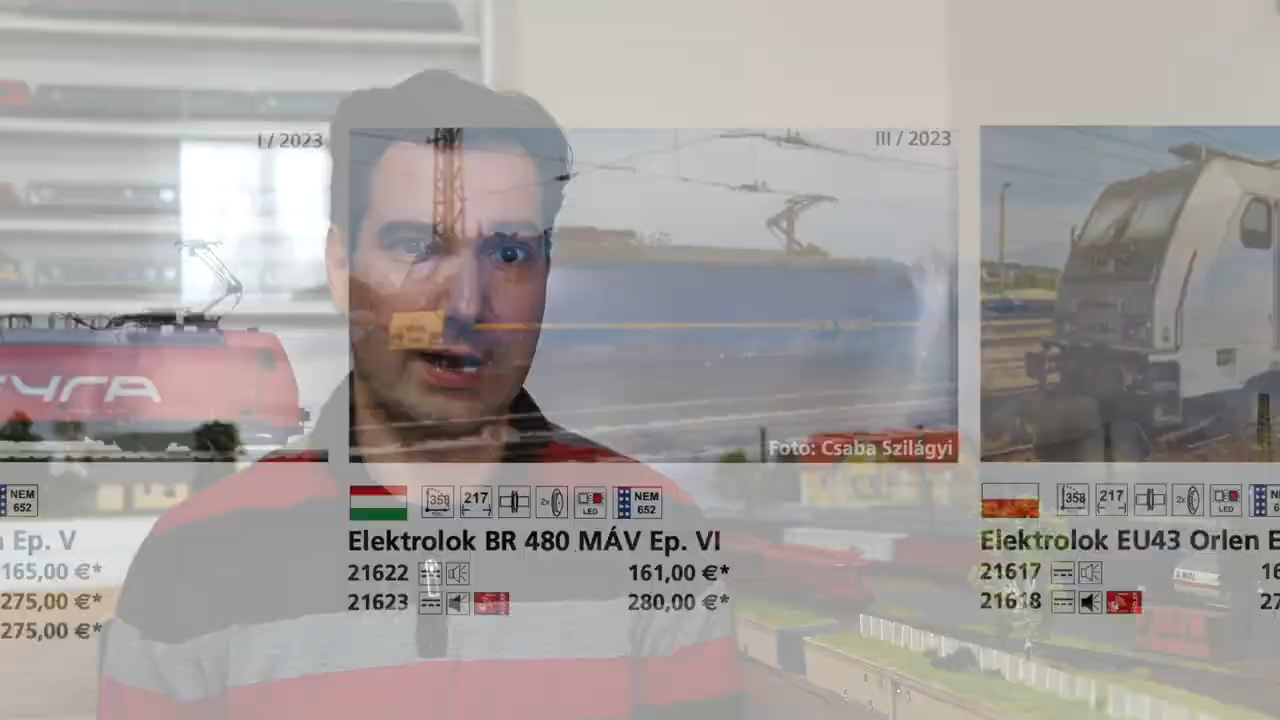 I/ 2023
III / 2023
Foto: Csaba Szilágyi
NEM
652
358
217
2x
LED
NEM
652
358
217
2x
LED
Ep. V
Elektrolok BR 480 MÁV Ep. VI
Elektrolok EU43 Orlen E
165,00 €*
21622
161,00 €*
21617
275,00 €*
21623
280,00 €*
21618
275,00 €*